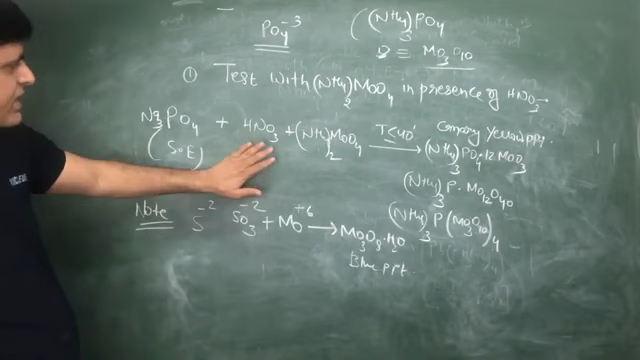 PO4^-3
(NH4)3PO4
8 = Mo3O10
① Test with (NH4)2MoO4 in presence of HNO3-
Na3PO4 + HNO3 + (NH4)2MoO4 → T≤40° Canary Yellow ppt.
(NH4)3PO4·12MoO3
(S.E)
(NH4)3P·Mo12O40
(NH4)3P(Mo3O10)4
Note S^-2 SO3^-2 + Mo^+6 → Mo3O8·H2O
Blue ppt.